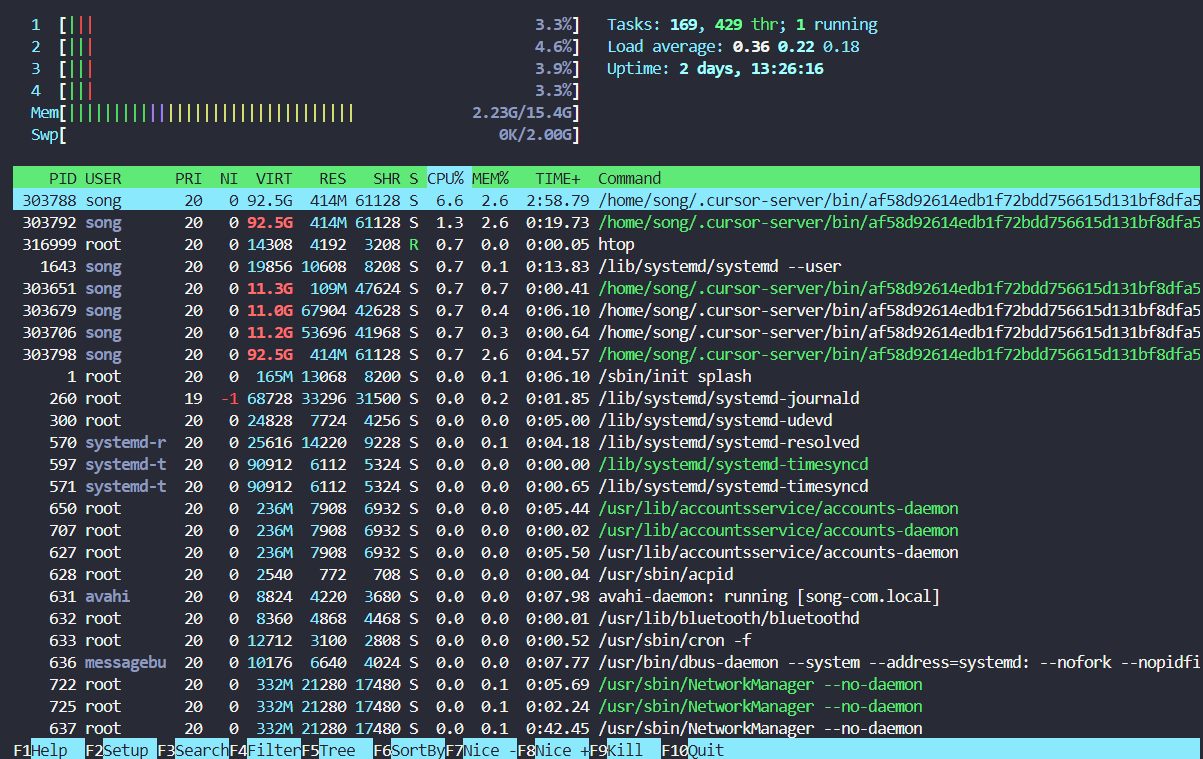 1 [||| 3.3%] Tasks: 169, 429 thr; 1 running
2 [||| 4.6%] Load average: 0.36 0.22 0.18
3 [||| 3.9%] Uptime: 2 days, 13:26:16
4 [||| 3.3%]
Mem[|||||||||||||||||||||||||||||||| 2.23G/15.4G]
Swp[ 0K/2.00G]
PID USER PRI NI VIRT RES SHR S CPU% MEM% TIME+ Command
303788 song 20 0 92.5G 414M 61128 S 6.6 2.6 2:58.79 /home/song/.cursor-server/bin/af58d92614edb1f72bdd756615d131bf8dfa5
303792 song 20 0 92.5G 414M 61128 S 1.3 2.6 0:19.73 /home/song/.cursor-server/bin/af58d92614edb1f72bdd756615d131bf8dfa5
316999 root 20 0 14308 4192 3208 R 0.7 0.0 0:00.05 htop
1643 song 20 0 19856 10608 8208 S 0.7 0.1 0:13.83 /lib/systemd/systemd --user
303651 song 20 0 11.3G 109M 47624 S 0.7 0.7 0:00.41 /home/song/.cursor-server/bin/af58d92614edb1f72bdd756615d131bf8dfa5
303679 song 20 0 11.0G 67904 42628 S 0.7 0.4 0:06.10 /home/song/.cursor-server/bin/af58d92614edb1f72bdd756615d131bf8dfa5
303706 song 20 0 11.2G 53696 41968 S 0.7 0.3 0:00.64 /home/song/.cursor-server/bin/af58d92614edb1f72bdd756615d131bf8dfa5
303798 song 20 0 92.5G 414M 61128 S 0.7 2.6 0:04.57 /home/song/.cursor-server/bin/af58d92614edb1f72bdd756615d131bf8dfa5
1 root 20 0 165M 13068 8200 S 0.0 0.1 0:06.10 /sbin/init splash
260 root 19 -1 68728 33296 31500 S 0.0 0.2 0:01.85 /lib/systemd/systemd-journald
300 root 20 0 24828 7724 4256 S 0.0 0.0 0:05.00 /lib/systemd/systemd-udevd
570 systemd-r 20 0 25616 14220 9228 S 0.0 0.1 0:04.18 /lib/systemd/systemd-resolved
597 systemd-t 20 0 90912 6112 5324 S 0.0 0.0 0:00.00 /lib/systemd/systemd-timesyncd
571 systemd-t 20 0 90912 6112 5324 S 0.0 0.0 0:00.65 /lib/systemd/systemd-timesyncd
650 root 20 0 236M 7908 6932 S 0.0 0.0 0:05.44 /usr/lib/accountsservice/accounts-daemon
707 root 20 0 236M 7908 6932 S 0.0 0.0 0:00.02 /usr/lib/accountsservice/accounts-daemon
627 root 20 0 236M 7908 6932 S 0.0 0.0 0:05.50 /usr/lib/accountsservice/accounts-daemon
628 root 20 0 2540 772 708 S 0.0 0.0 0:00.04 /usr/sbin/acpid
631 avahi 20 0 8824 4220 3680 S 0.0 0.0 0:07.98 avahi-daemon: running [song-com.local]
632 root 20 0 8360 4868 4468 S 0.0 0.0 0:00.01 /usr/lib/bluetooth/bluetoothd
633 root 20 0 12712 3100 2808 S 0.0 0.0 0:00.52 /usr/sbin/cron -f
636 messagebu 20 0 10176 6640 4024 S 0.0 0.0 0:07.77 /usr/bin/dbus-daemon --system --address=systemd: --nofork --nopidfi
722 root 20 0 332M 21280 17480 S 0.0 0.1 0:05.69 /usr/sbin/NetworkManager --no-daemon
725 root 20 0 332M 21280 17480 S 0.0 0.1 0:02.24 /usr/sbin/NetworkManager --no-daemon
637 root 20 0 332M 21280 17480 S 0.0 0.1 0:42.45 /usr/sbin/NetworkManager --no-daemon
F1Help F2Setup F3SearchF4FilterF5Tree F6SortByF7Nice -F8Nice +F9Kill F10Quit